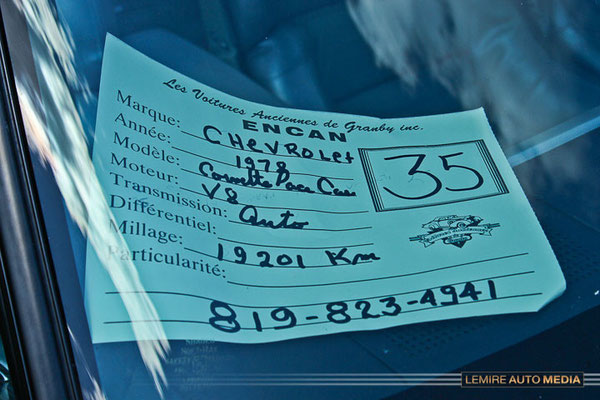 Les Voitures Anciennes de Granby inc.
ENCAN
Marque: CHEVROLET
Année: 1978
Modèle: Corvette Pace Car
Moteur: V8
Transmission: Auto
Différentiel:
Millage: 19201 Km
Particularité:
819-823-4941
35
LEMIRE AUTO MEDIA